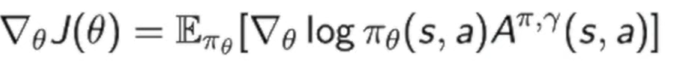 ∇θJ(θ) = 𝔼πθ[∇θ log πθ(s, a)Aπ,γ(s, a)]